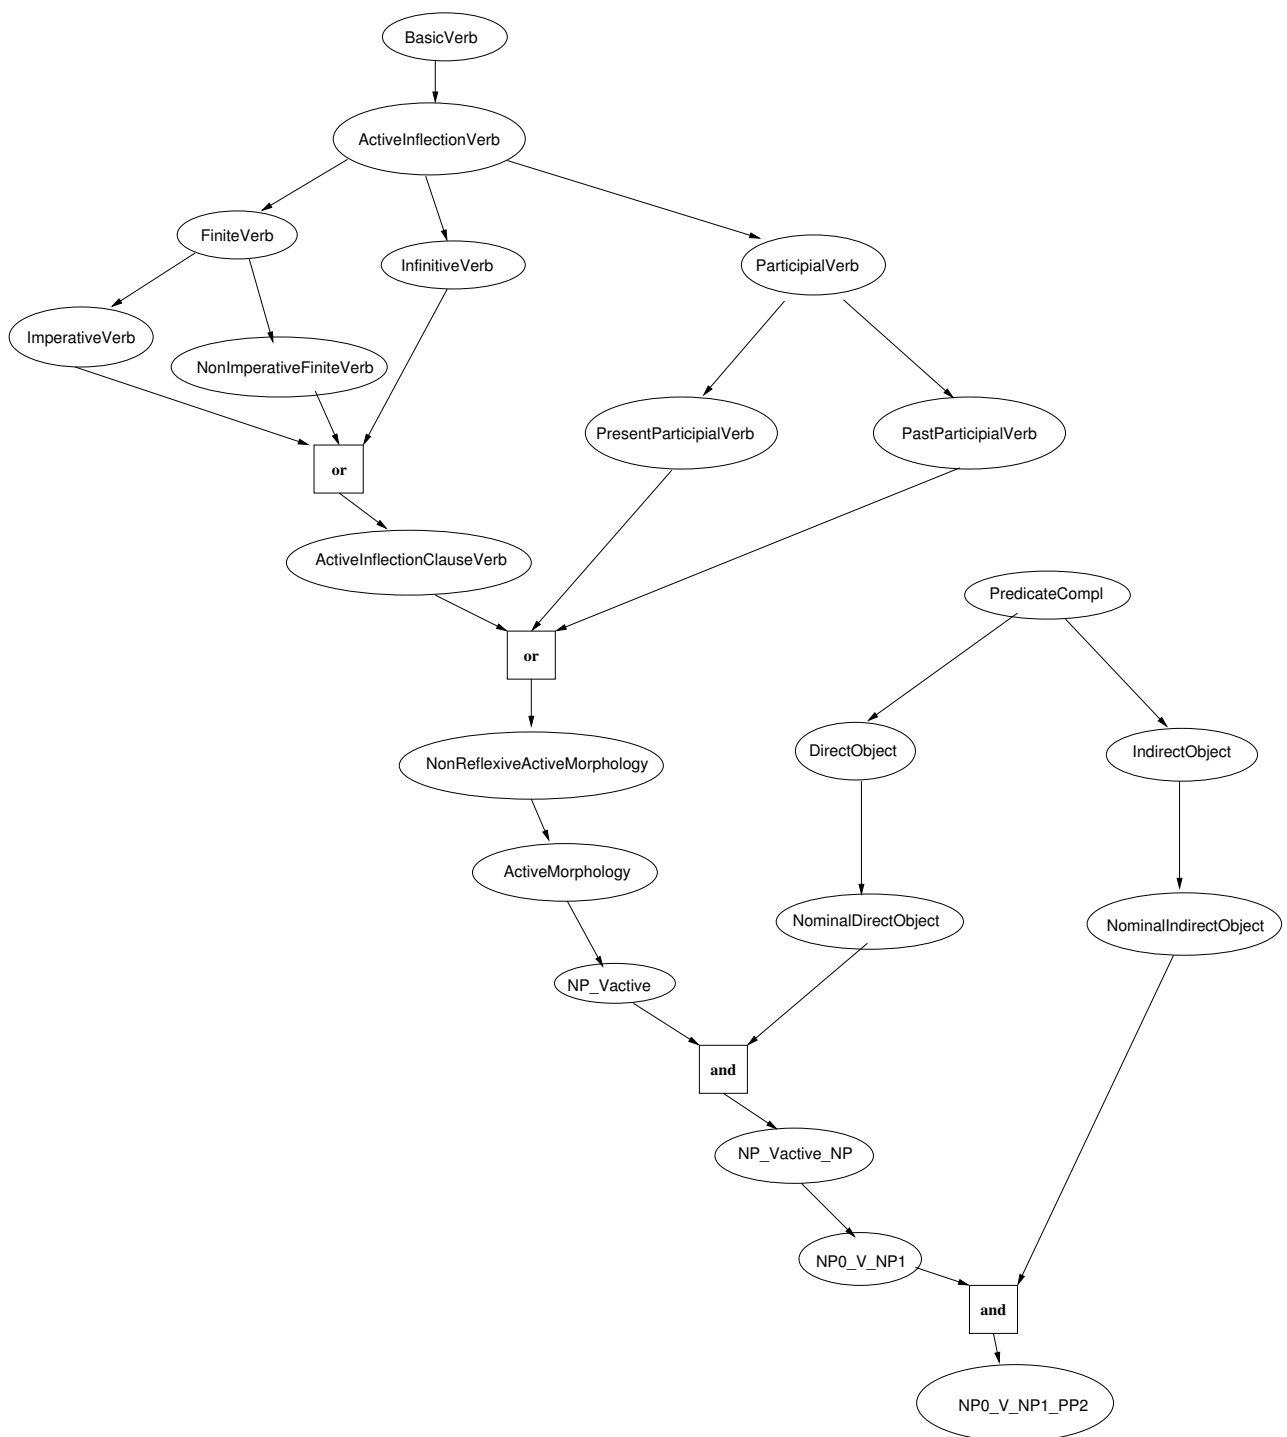 BasicVerb
ActiveInflectionVerb
FiniteVerb
InfinitiveVerb
ParticipialVerb
ImperativeVerb
NonImperativeFiniteVerb
PresentParticipialVerb
PastParticipialVerb
or
ActiveInflectionClauseVerb
PredicateCompl
or
DirectObject
IndirectObject
NonReflexiveActiveMorphology
ActiveMorphology
NominalDirectObject
NominalIndirectObject
NP_Vactive
and
NP_Vactive_NP
NP0_V_NP1
and
NP0_V_NP1_PP2